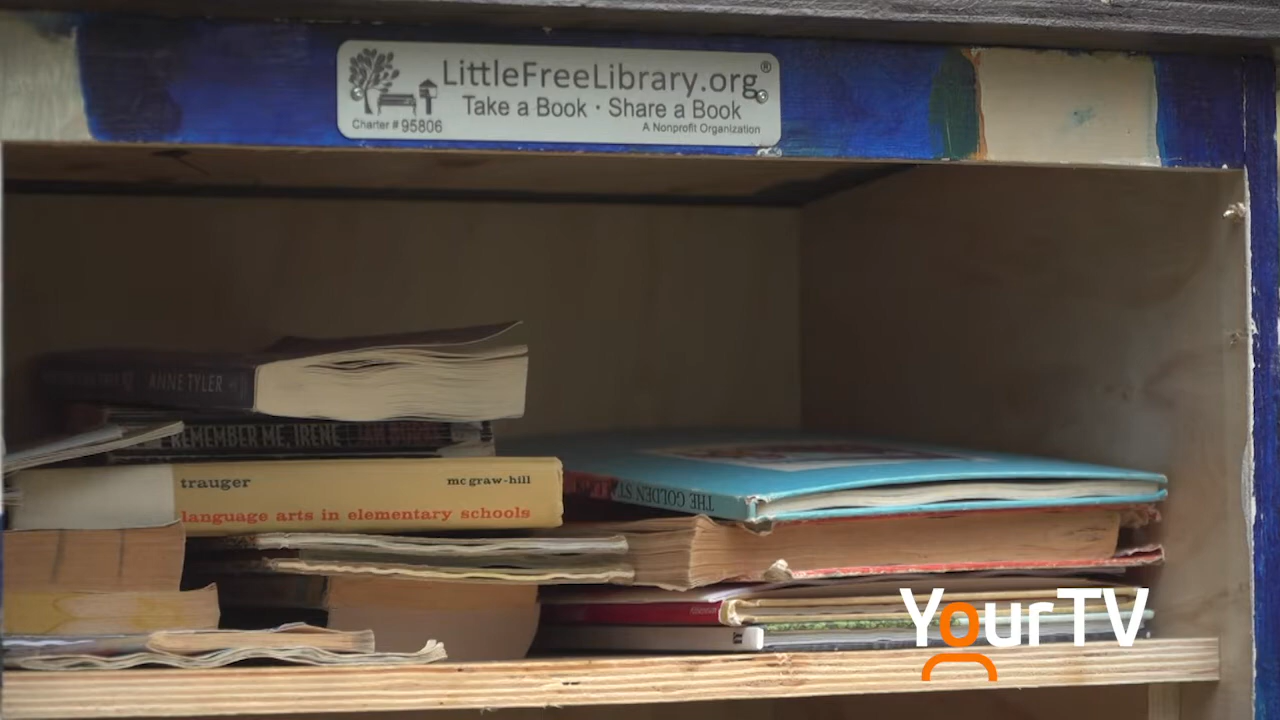 LittleFreeLibrary.org®
Take a Book · Share a Book
Charter # 95806
A Nonprofit Organization
ANNE TYLER
REMEMBER ME, IRENE
trauger
mc graw-hill
language arts in elementary schools
THE GOLDEN ST
YourTV